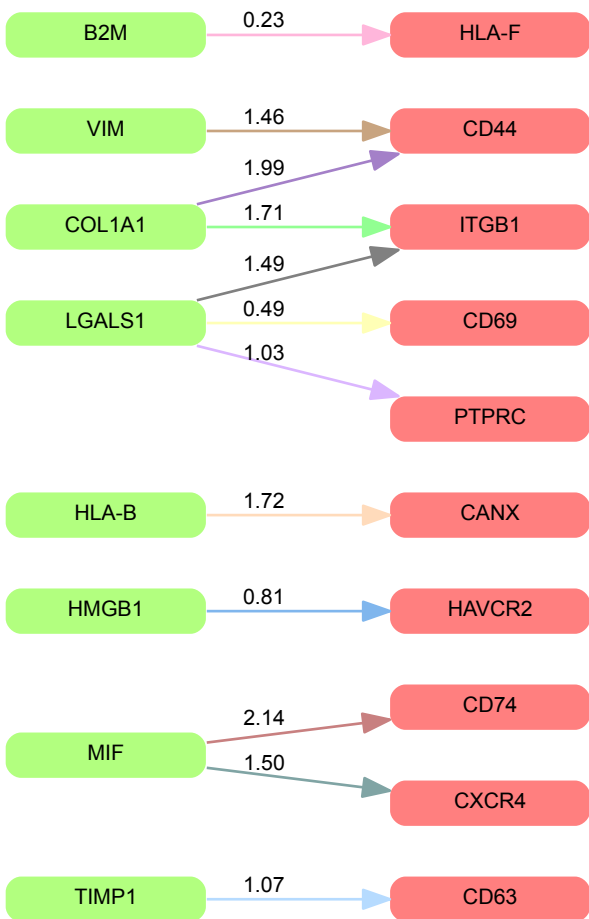 B2M 0.23 HLA-F
VIM 1.46 CD44
1.99
COL1A1 1.71 ITGB1
1.49
LGALS1 0.49 CD69
1.03
PTPRC
HLA-B 1.72 CANX
HMGB1 0.81 HAVCR2
CD74
2.14
MIF
1.50
CXCR4
TIMP1 1.07 CD63